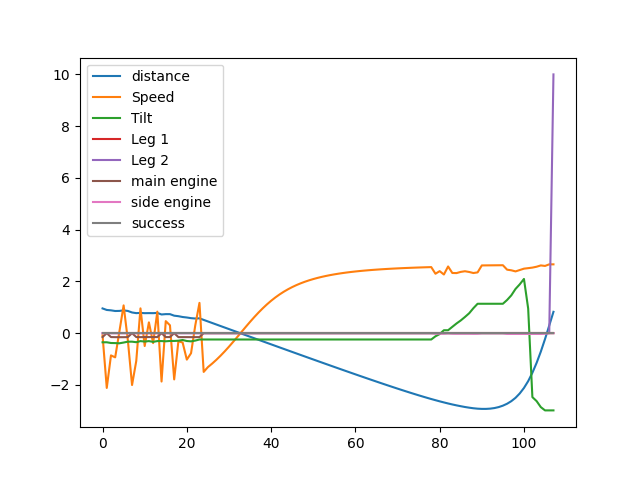 10
8
6
4
2
0
−2
0
20
40
60
80
100
distance
Speed
Tilt
Leg 1
Leg 2
main engine
side engine
success